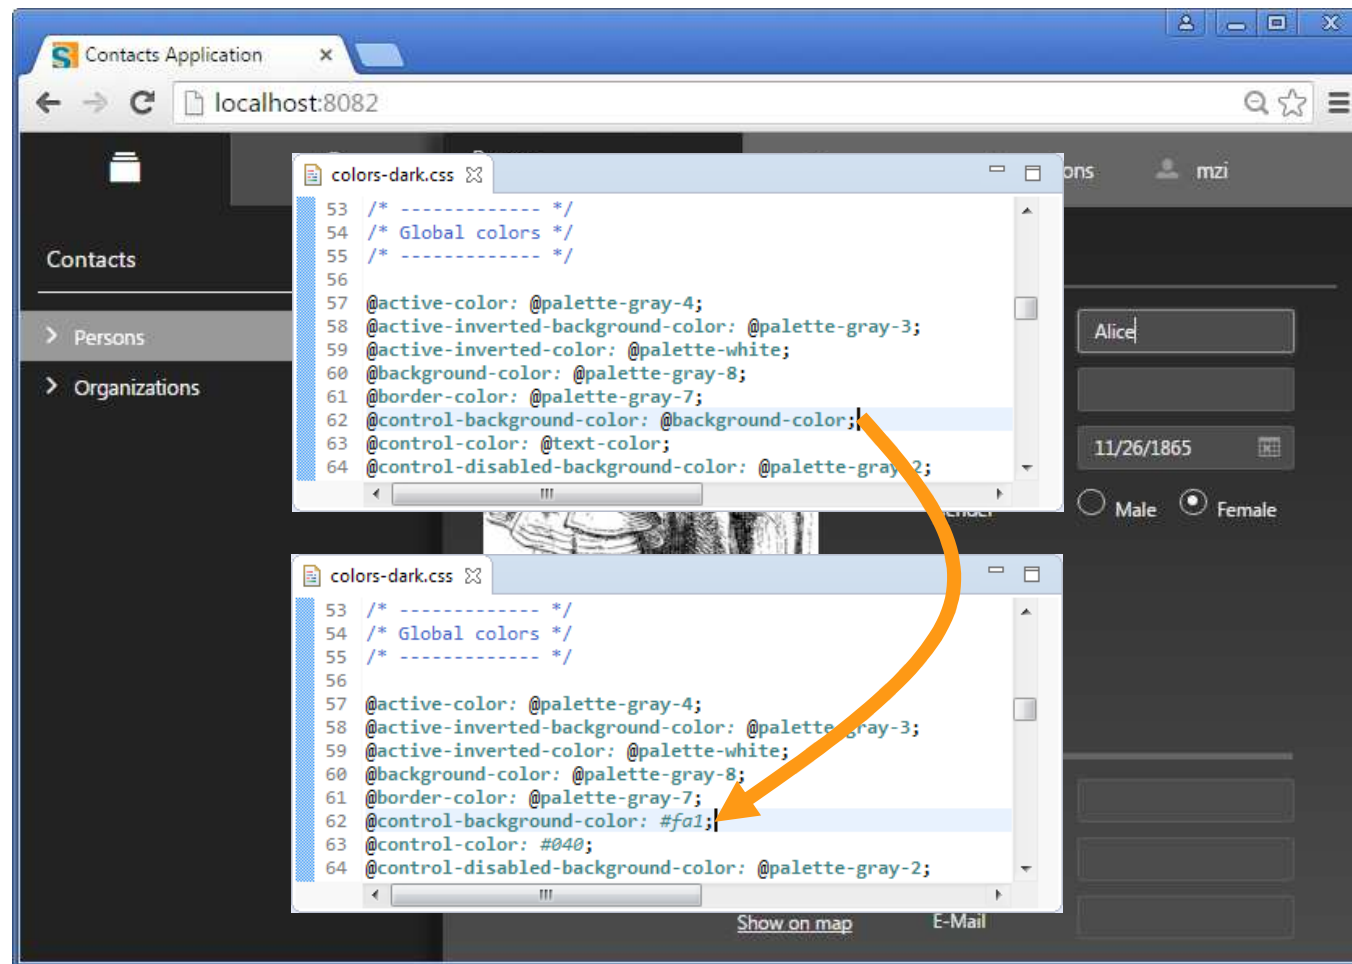 Contacts Application
localhost:8082
ons
mzi
Contacts
Persons
Organizations
Alice
11/26/1865
Male
Female
colors-dark.css
53 /* ------------- */
54 /* Global colors */
55 /* ------------- */
56
57 @active-color: @palette-gray-4;
58 @active-inverted-background-color: @palette-gray-3;
59 @active-inverted-color: @palette-white;
60 @background-color: @palette-gray-8;
61 @border-color: @palette-gray-7;
62 @control-background-color: @background-color;
63 @control-color: @text-color;
64 @control-disabled-background-color: @palette-gray-2;
colors-dark.css
53 /* ------------- */
54 /* Global colors */
55 /* ------------- */
56
57 @active-color: @palette-gray-4;
58 @active-inverted-background-color: @palette-gray-3;
59 @active-inverted-color: @palette-white;
60 @background-color: @palette-gray-8;
61 @border-color: @palette-gray-7;
62 @control-background-color: #fa1;
63 @control-color: #040;
64 @control-disabled-background-color: @palette-gray-2;
Show on map
E-Mail